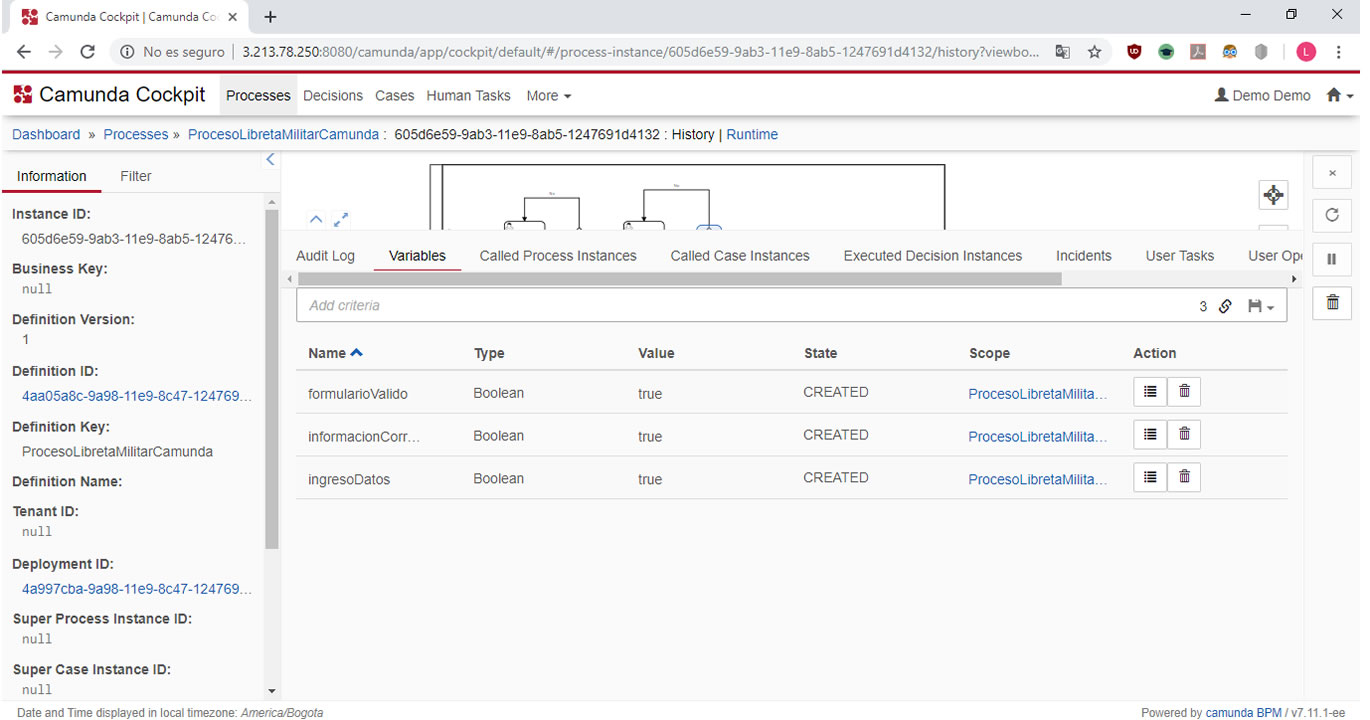 Camunda Cockpit | Camunda Co
No es seguro | 3.213.78.250:8080/camunda/app/cockpit/default/#/process-instance/605d6e59-9ab3-11e9-8ab5-1247691d4132/history?viewbo...
L
Camunda Cockpit Processes Decisions Cases Human Tasks More Demo Demo
Dashboard » Processes » ProcesoLibretaMilitarCamunda : 605d6e59-9ab3-11e9-8ab5-1247691d4132 : History | Runtime
Information Filter
Instance ID:
605d6e59-9ab3-11e9-8ab5-12476...
Business Key:
null
Definition Version:
1
Definition ID:
4aa05a8c-9a98-11e9-8c47-124769...
Definition Key:
ProcesoLibretaMilitarCamunda
Definition Name:
Tenant ID:
null
Deployment ID:
4a997cba-9a98-11e9-8c47-124769...
Super Process Instance ID:
null
Super Case Instance ID:
null
Audit Log Variables Called Process Instances Called Case Instances Executed Decision Instances Incidents User Tasks User Ope
Add criteria 3
Name Type Value State Scope Action
formularioValido Boolean true CREATED ProcesoLibretaMilita...
informacionCorr... Boolean true CREATED ProcesoLibretaMilita...
ingresoDatos Boolean true CREATED ProcesoLibretaMilita...
Date and Time displayed in local timezone: America/Bogota
Powered by camunda BPM / v7.11.1-ee